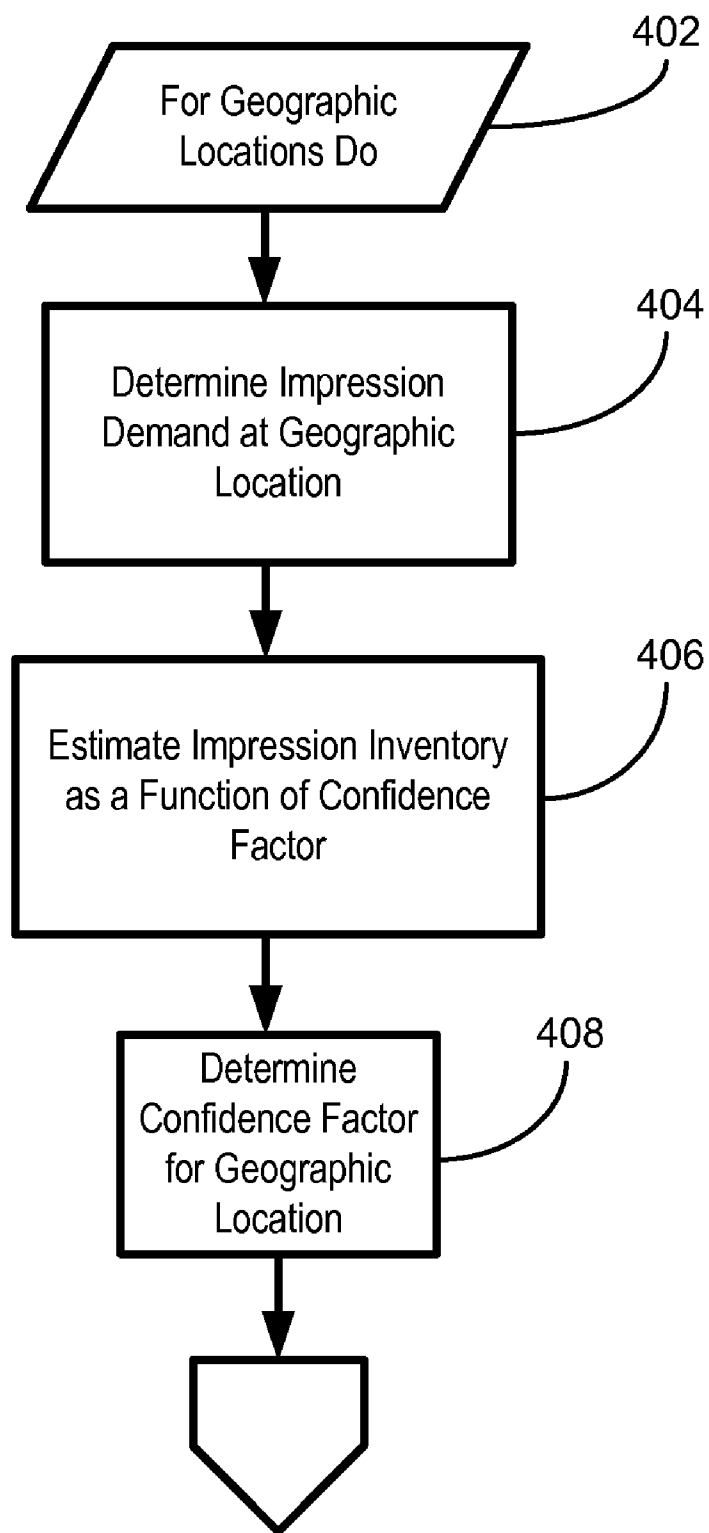 402
For Geographic
Locations Do
404
Determine Impression
Demand at Geographic
Location
406
Estimate Impression Inventory
as a Function of Confidence
Factor
408
Determine
Confidence Factor
for Geographic
Location